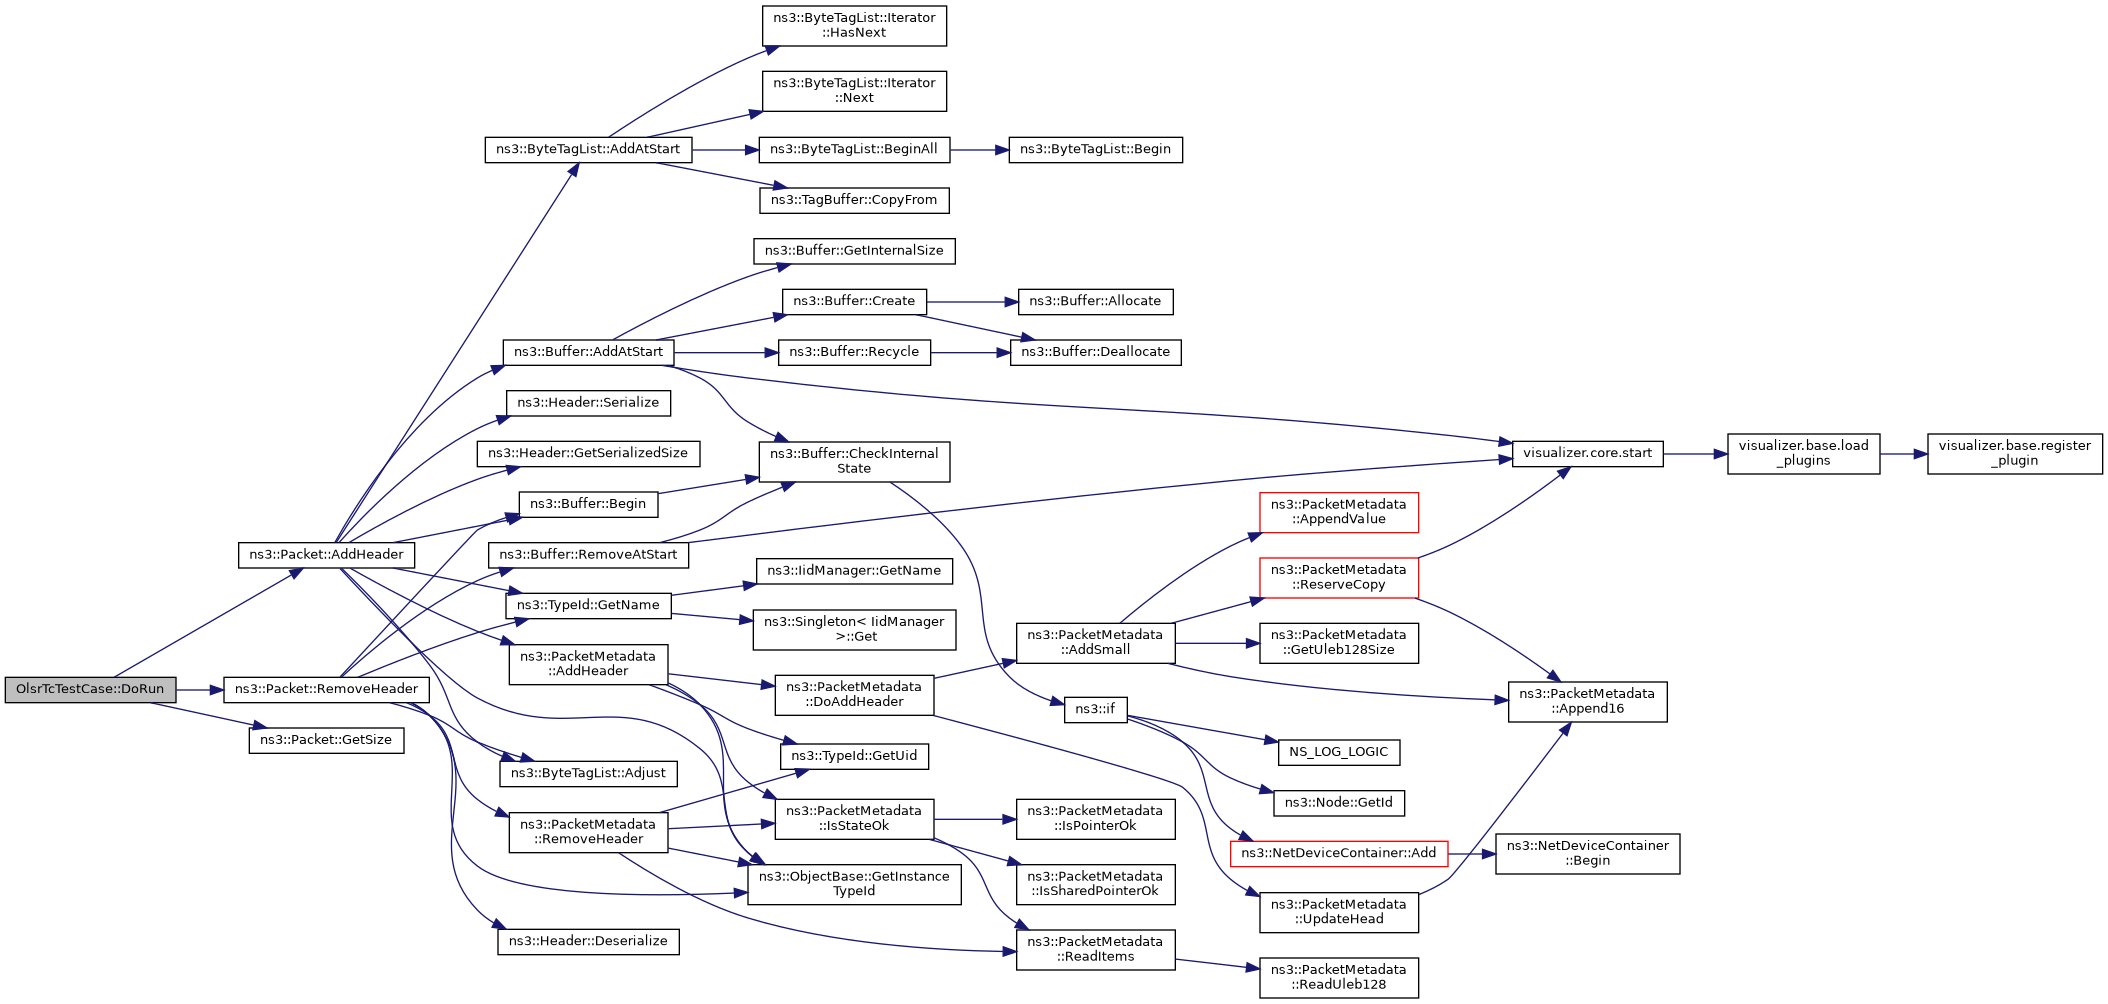 ns3::ByteTagList::Iterator
::HasNext
ns3::ByteTagList::Iterator
::Next
ns3::ByteTagList::AddAtStart
ns3::ByteTagList::BeginAll
ns3::ByteTagList::Begin
ns3::TagBuffer::CopyFrom
ns3::Buffer::GetInternalSize
ns3::Buffer::Create
ns3::Buffer::Allocate
ns3::Buffer::AddAtStart
ns3::Buffer::Recycle
ns3::Buffer::Deallocate
ns3::Header::Serialize
ns3::Header::GetSerializedSize
ns3::Buffer::CheckInternal
State
visualizer.core.start
visualizer.base.load
_plugins
visualizer.base.register
_plugin
ns3::Buffer::Begin
ns3::PacketMetadata
::AppendValue
ns3::Packet::AddHeader
ns3::Buffer::RemoveAtStart
ns3::IidManager::GetName
ns3::PacketMetadata
::ReserveCopy
ns3::TypeId::GetName
ns3::Singleton< IidManager
>::Get
ns3::PacketMetadata
::AddSmall
ns3::PacketMetadata
::GetUleb128Size
ns3::PacketMetadata
::AddHeader
OlsrTcTestCase::DoRun
ns3::Packet::RemoveHeader
ns3::PacketMetadata
::DoAddHeader
ns3::if
ns3::PacketMetadata
::Append16
ns3::Packet::GetSize
ns3::TypeId::GetUid
NS_LOG_LOGIC
ns3::ByteTagList::Adjust
ns3::Node::GetId
ns3::PacketMetadata
::RemoveHeader
ns3::PacketMetadata
::IsStateOk
ns3::PacketMetadata
::IsPointerOk
ns3::NetDeviceContainer::Add
ns3::NetDeviceContainer
::Begin
ns3::ObjectBase::GetInstance
TypeId
ns3::PacketMetadata
::IsSharedPointerOk
ns3::PacketMetadata
::UpdateHead
ns3::Header::Deserialize
ns3::PacketMetadata
::ReadItems
ns3::PacketMetadata
::ReadUleb128